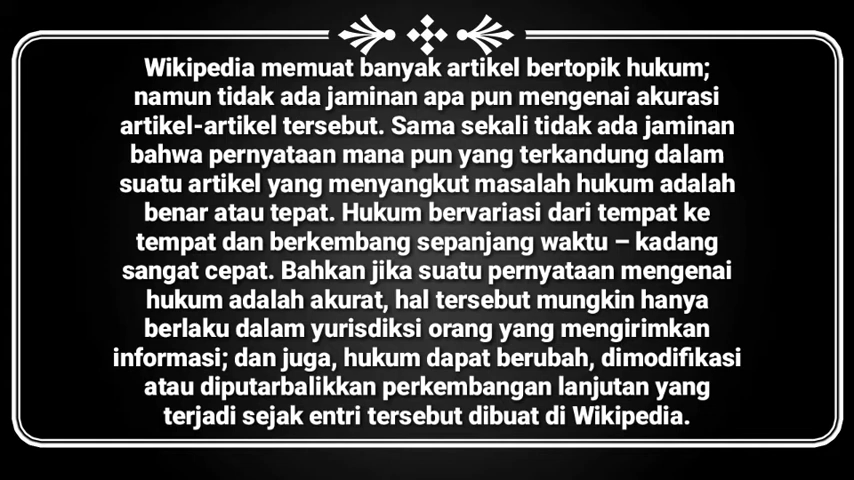 Wikipedia memuat banyak artikel bertopik hukum;
namun tidak ada jaminan apa pun mengenai akurasi
artikel-artikel tersebut. Sama sekali tidak ada jaminan
bahwa pernyataan mana pun yang terkandung dalam
suatu artikel yang menyangkut masalah hukum adalah
benar atau tepat. Hukum bervariasi dari tempat ke
tempat dan berkembang sepanjang waktu – kadang
sangat cepat. Bahkan jika suatu pernyataan mengenai
hukum adalah akurat, hal tersebut mungkin hanya
berlaku dalam yurisdiksi orang yang mengirimkan
informasi; dan juga, hukum dapat berubah, dimodifikasi
atau diputarbalikkan perkembangan lanjutan yang
terjadi sejak entri tersebut dibuat di Wikipedia.